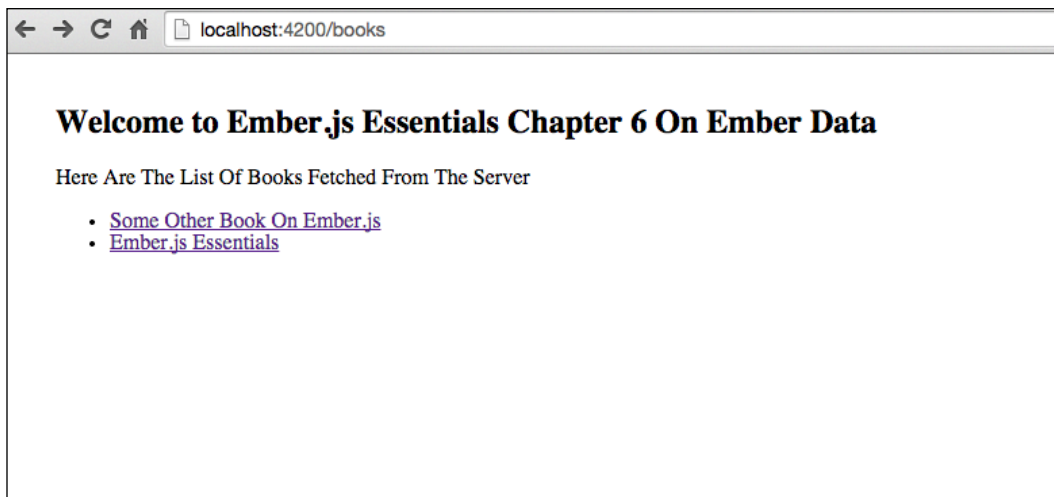 localhost:4200/books
Welcome to Ember.js Essentials Chapter 6 On Ember Data
Here Are The List Of Books Fetched From The Server
Some Other Book On Ember.js
Ember.js Essentials